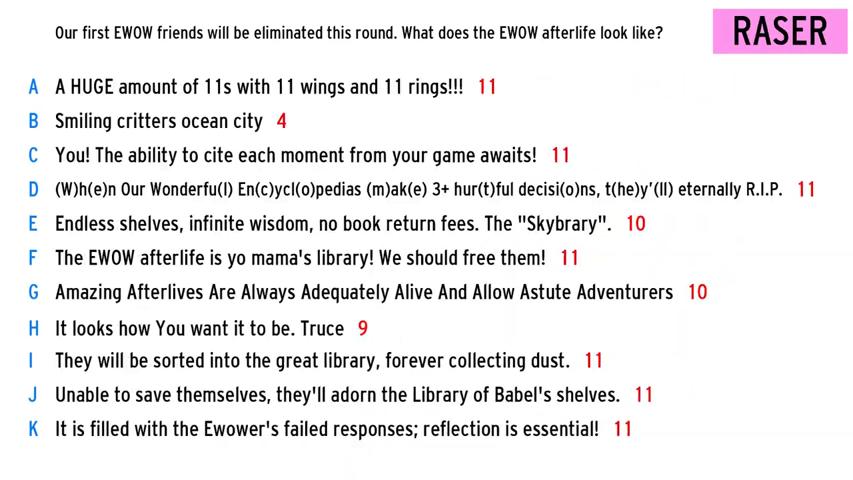 Our first EWOW friends will be eliminated this round. What does the EWOW afterlife look like?
RASER
A A HUGE amount of 11s with 11 wings and 11 rings!!! 11
B Smiling critters ocean city 4
C You! The ability to cite each moment from your game awaits! 11
D (W)h(e)n Our Wonderfu(l) En(c)ycl(o)pedias (m)ak(e) 3+ hur(t)ful decisi(o)ns, t(he)y'(ll) eternally R.I.P. 11
E Endless shelves, infinite wisdom, no book return fees. The "Skybrary". 10
F The EWOW afterlife is yo mama's library! We should free them! 11
G Amazing Afterlives Are Always Adequately Alive And Allow Astute Adventurers 10
H It looks how You want it to be. Truce 9
I They will be sorted into the great library, forever collecting dust. 11
J Unable to save themselves, they'll adorn the Library of Babel's shelves. 11
K It is filled with the Ewower's failed responses; reflection is essential! 11